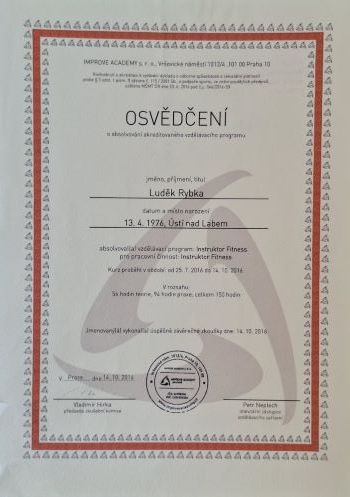 IMPROVE ACADEMY s. r. o., Vršovické náměstí 1012/4, 101 00 Praha 10
OSVĚDČENÍ
o absolvování akreditovaného vzdělávacího programu
jméno, příjmení, titul
Luděk Rybka
datum a místo narození
13. 4. 1976, Ústí nad Labem
absolvoval(a) vzdělávací program: Instruktor Fitness
pro pracovní činnost: Instruktor Fitness
Kurz proběhl v období: od 25. 7. 2016 do 14. 10. 2016
V rozsahu
56 hodin teorie, 94 hodin praxe, celkem 150 hodin
Jmenovaný(á) vykonal(a) úspěšně závěrečné zkoušky dne: 14. 10. 2016
V Praze dne 14.10.2016
Vladimír Hirka
předseda zkušební komise
Petr Nejtech
statutární zástupce
vzdělávacího zařízení